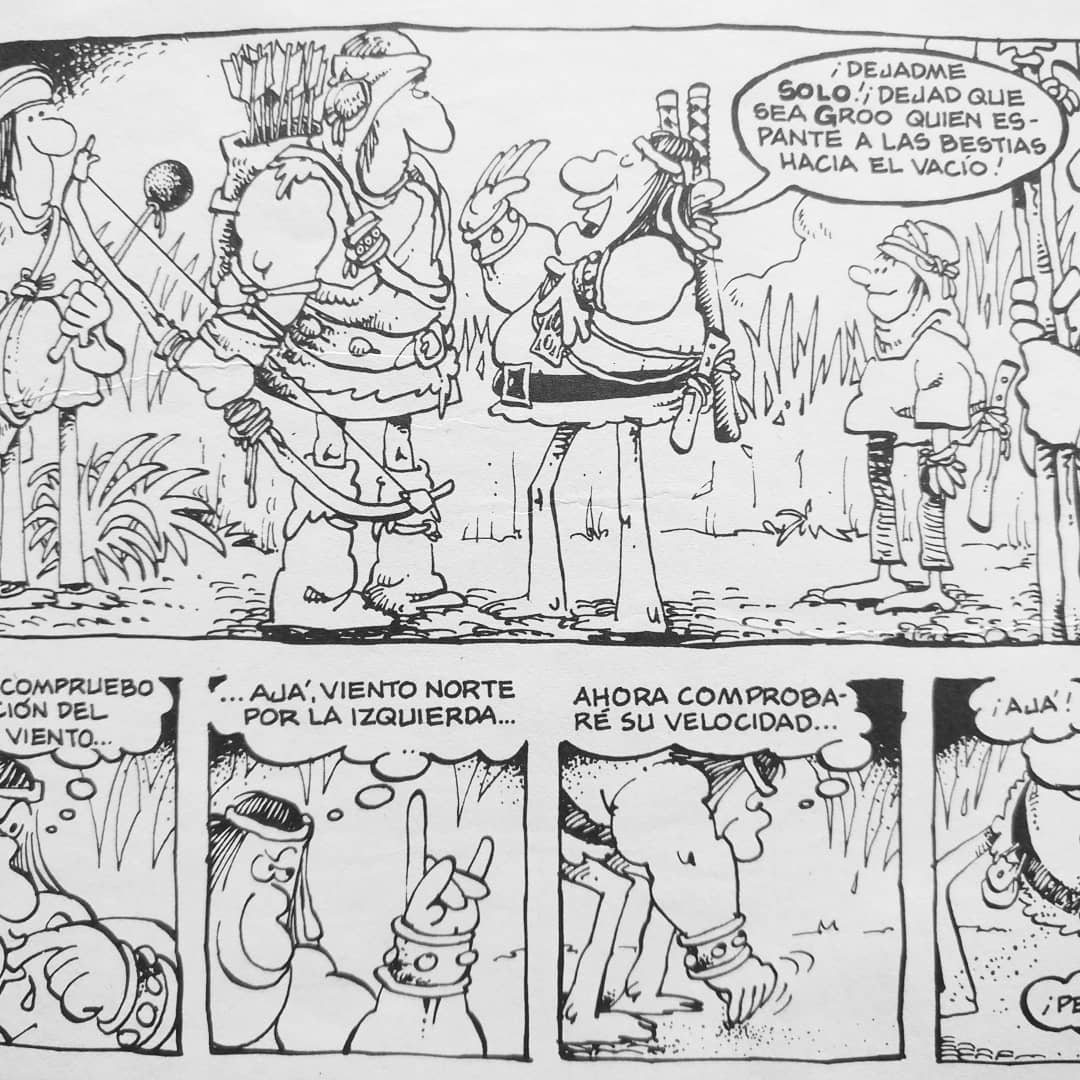 ¡DEJADME
SOLO!¡DEJAD QUE
SEA GROO QUIEN ES-
PANTE A LAS BESTIAS
HACIA EL VACÍO!
COMPRUEBO
CIÓN DEL
VIENTO...
... AJÁ, VIENTO NORTE
POR LA IZQUIERDA...
AHORA COMPROBA-
RÉ SU VELOCIDAD...
¡AJÁ!
¡PE